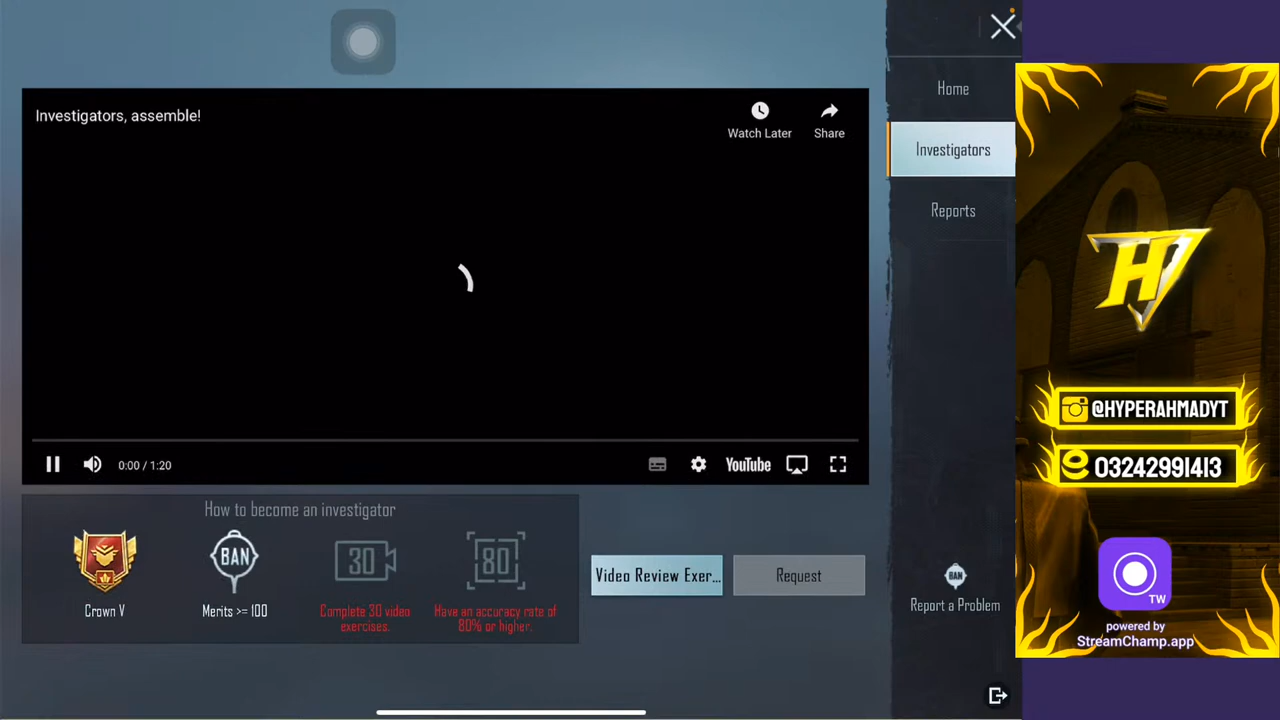 Investigators, assemble!
Watch Later
Share
0:00 / 1:20
YouTube
How to become an investigator
BAN
30
80
Crown V
Merits >= 100
Complete 30 video
exercises.
Have an accuracy rate of
80% or higher.
Video Review Exer...
Request
Home
Investigators
Reports
BAN
Report a Problem
H
@HYPERAHMADYT
03242991413
TW
powered by
StreamChamp.app